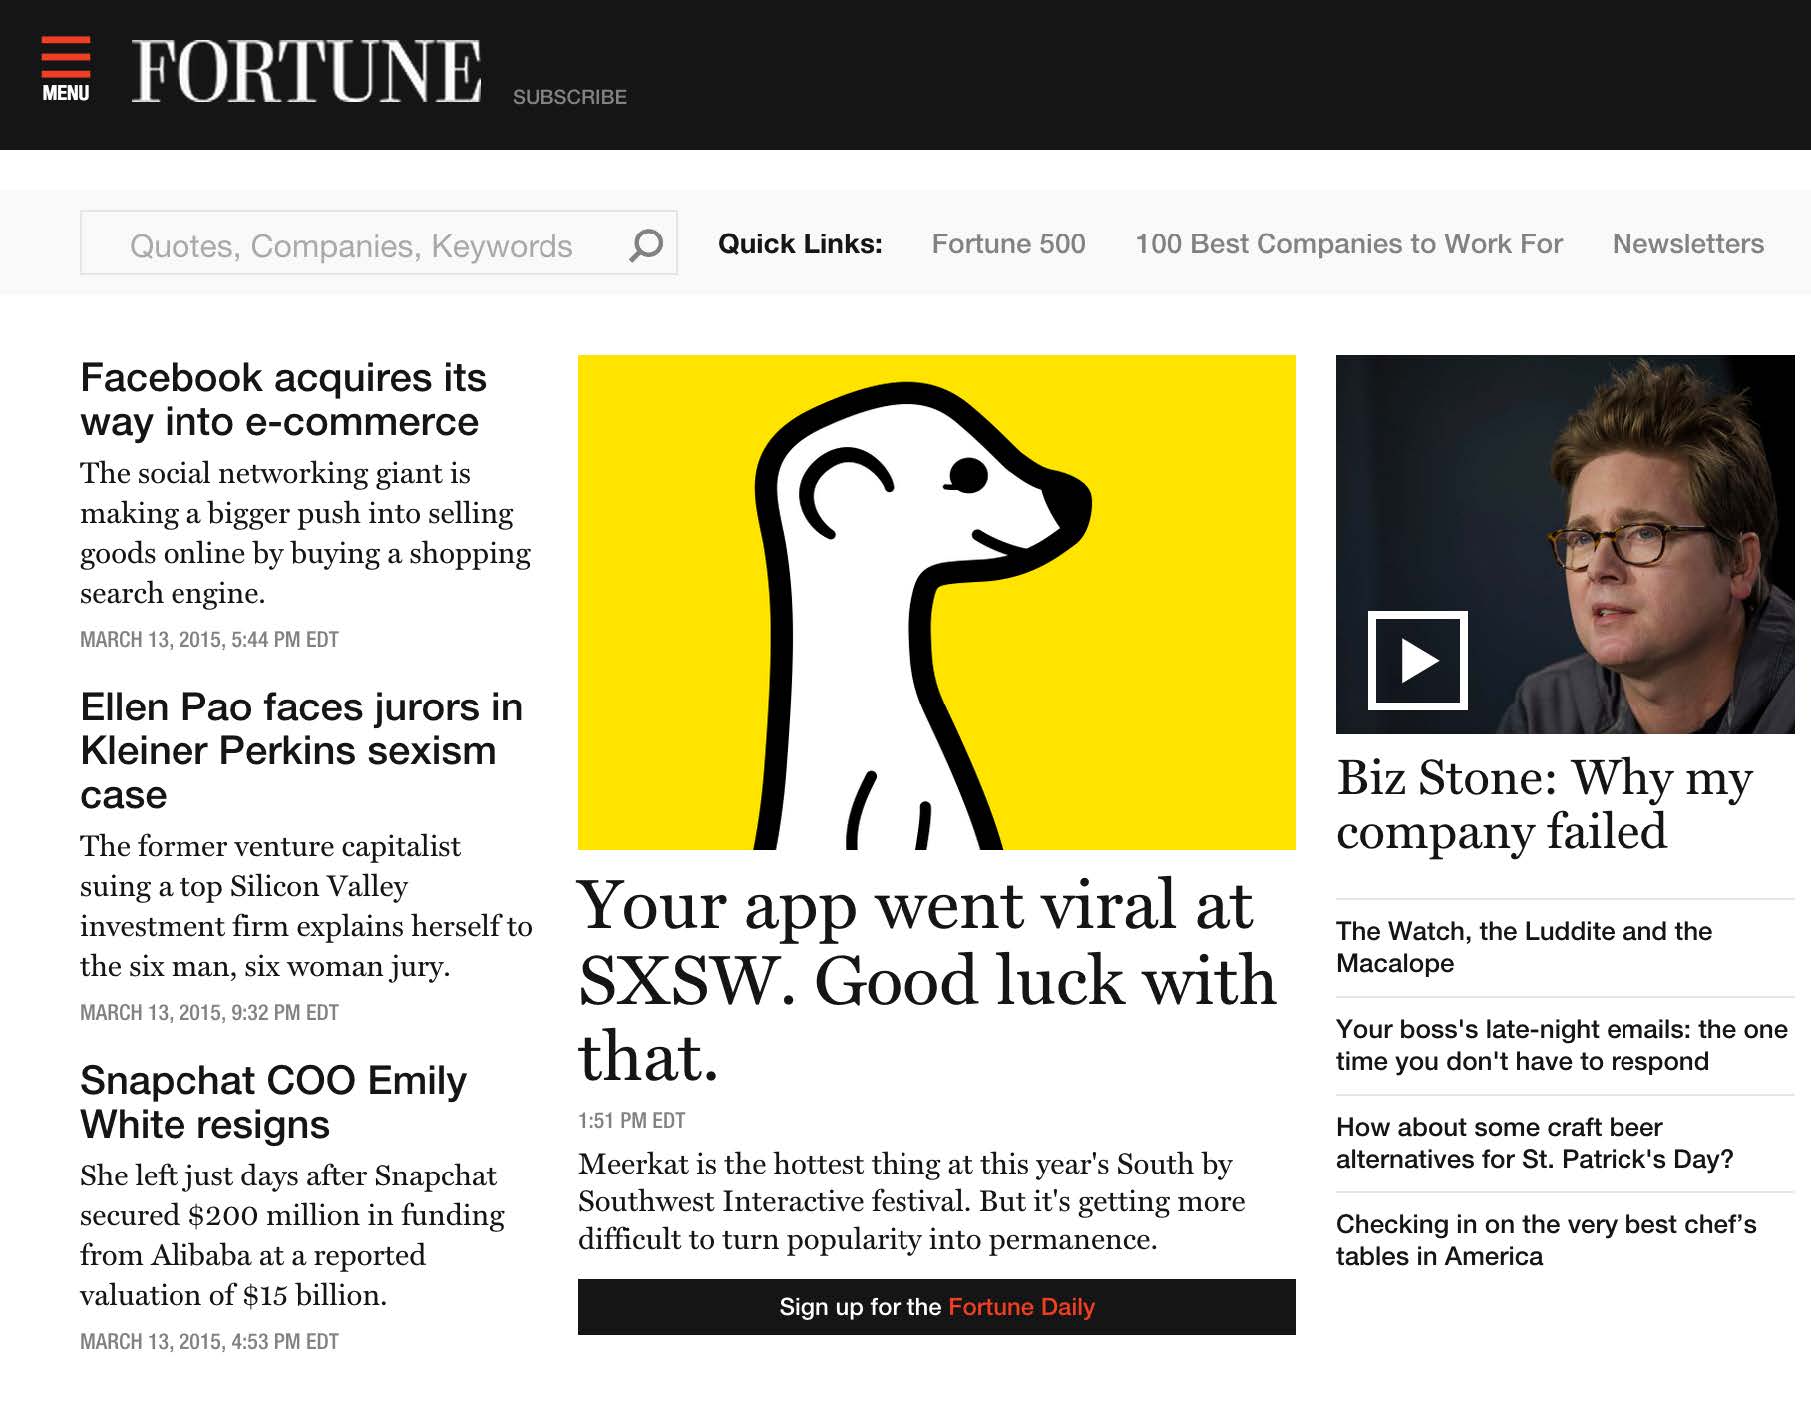 MENU
FORTUNE
SUBSCRIBE
Quotes, Companies, Keywords
Quick Links:
Fortune 500
100 Best Companies to Work For
Newsletters
Facebook acquires its
way into e-commerce
The social networking giant is
making a bigger push into selling
goods online by buying a shopping
search engine.
MARCH 13, 2015, 5:44 PM EDT
Ellen Pao faces jurors in
Kleiner Perkins sexism
case
The former venture capitalist
suing a top Silicon Valley
investment firm explains herself to
the six man, six woman jury.
MARCH 13, 2015, 9:32 PM EDT
Snapchat COO Emily
White resigns
She left just days after Snapchat
secured $200 million in funding
from Alibaba at a reported
valuation of $15 billion.
MARCH 13, 2015, 4:53 PM EDT
Your app went viral at
SXSW. Good luck with
that.
1:51 PM EDT
Meerkat is the hottest thing at this year's South by
Southwest Interactive festival. But it's getting more
difficult to turn popularity into permanence.
Sign up for the Fortune Daily
Biz Stone: Why my
company failed
The Watch, the Luddite and the
Macalope
Your boss's late-night emails: the one
time you don't have to respond
How about some craft beer
alternatives for St. Patrick's Day?
Checking in on the very best chef’s
tables in America